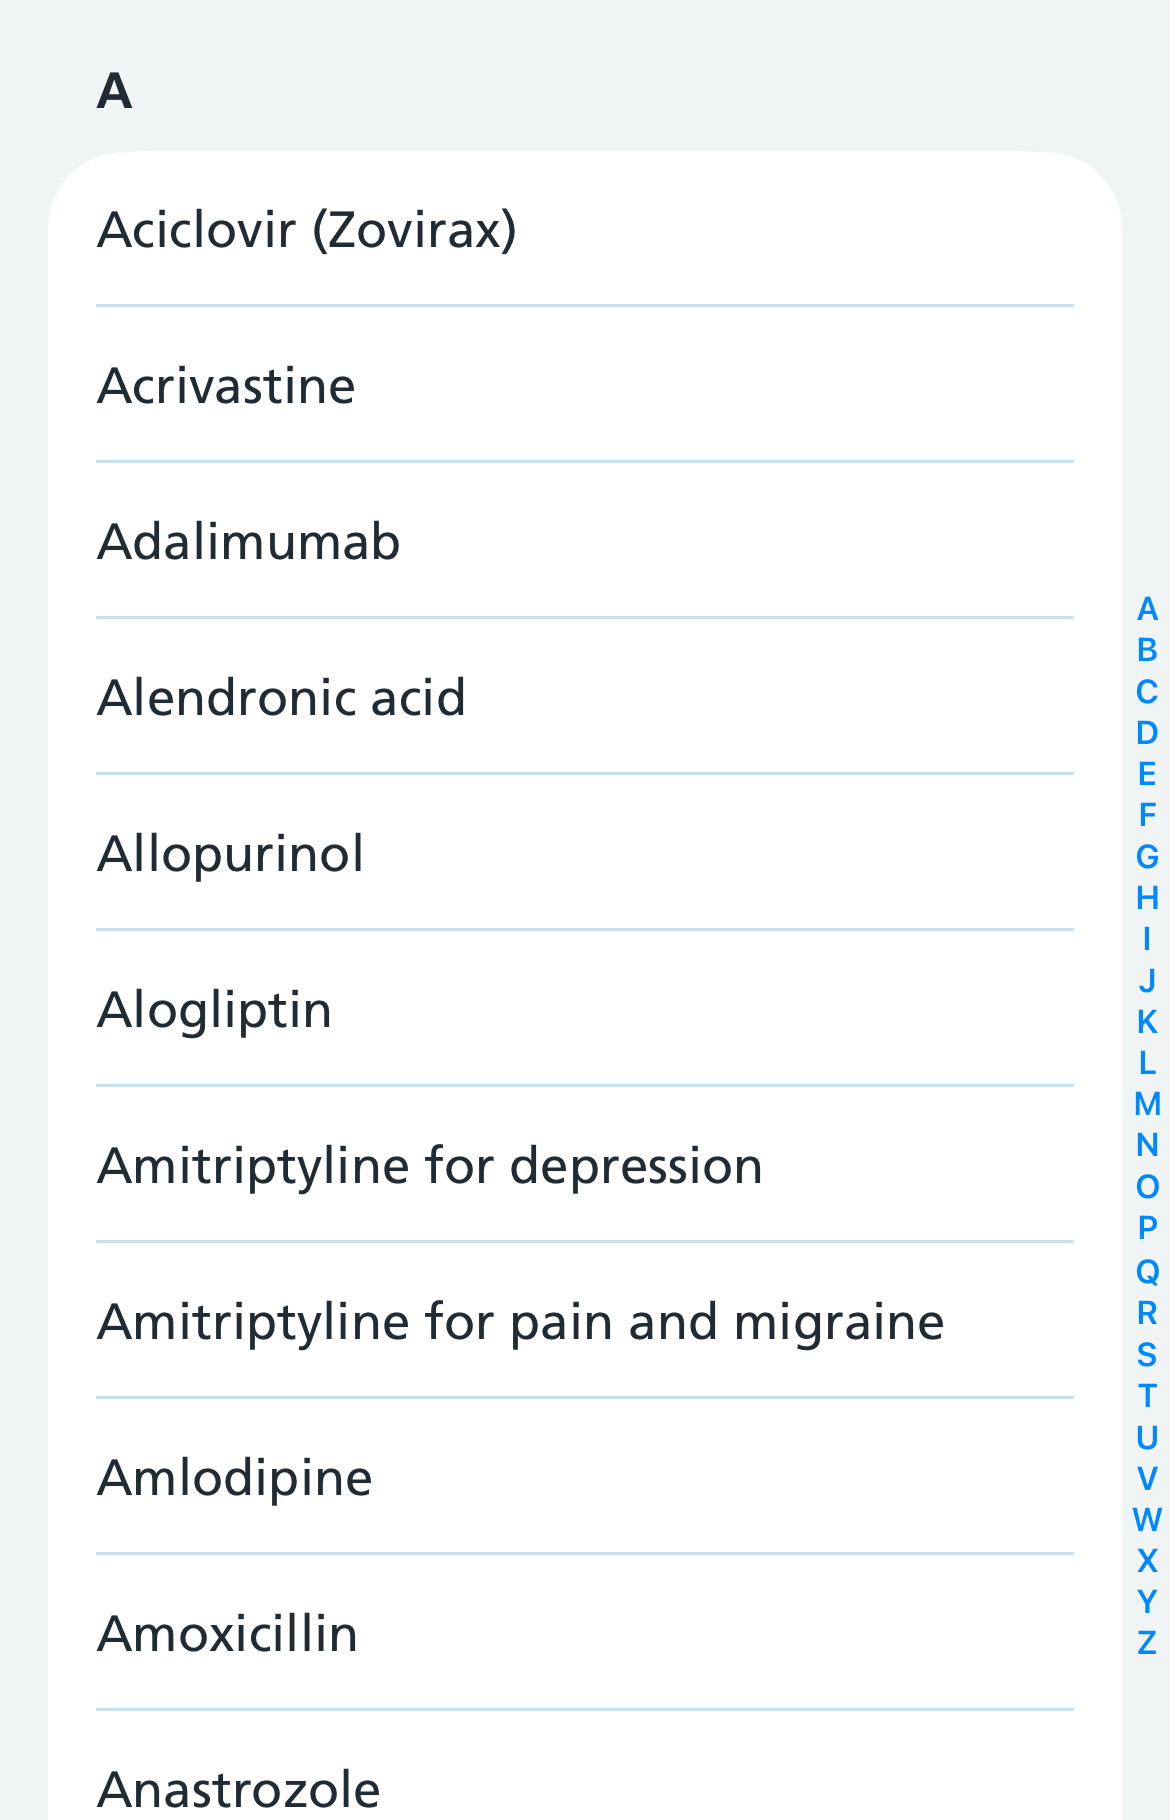 A
Aciclovir (Zovirax)
Acrivastine
Adalimumab
Alendronic acid
Allopurinol
Alogliptin
Amitriptyline for depression
Amitriptyline for pain and migraine
Amlodipine
Amoxicillin
Anastrozole
A
B
C
D
E
F
G
H
I
J
K
L
M
N
O
P
Q
R
S
T
U
V
W
X
Y
Z